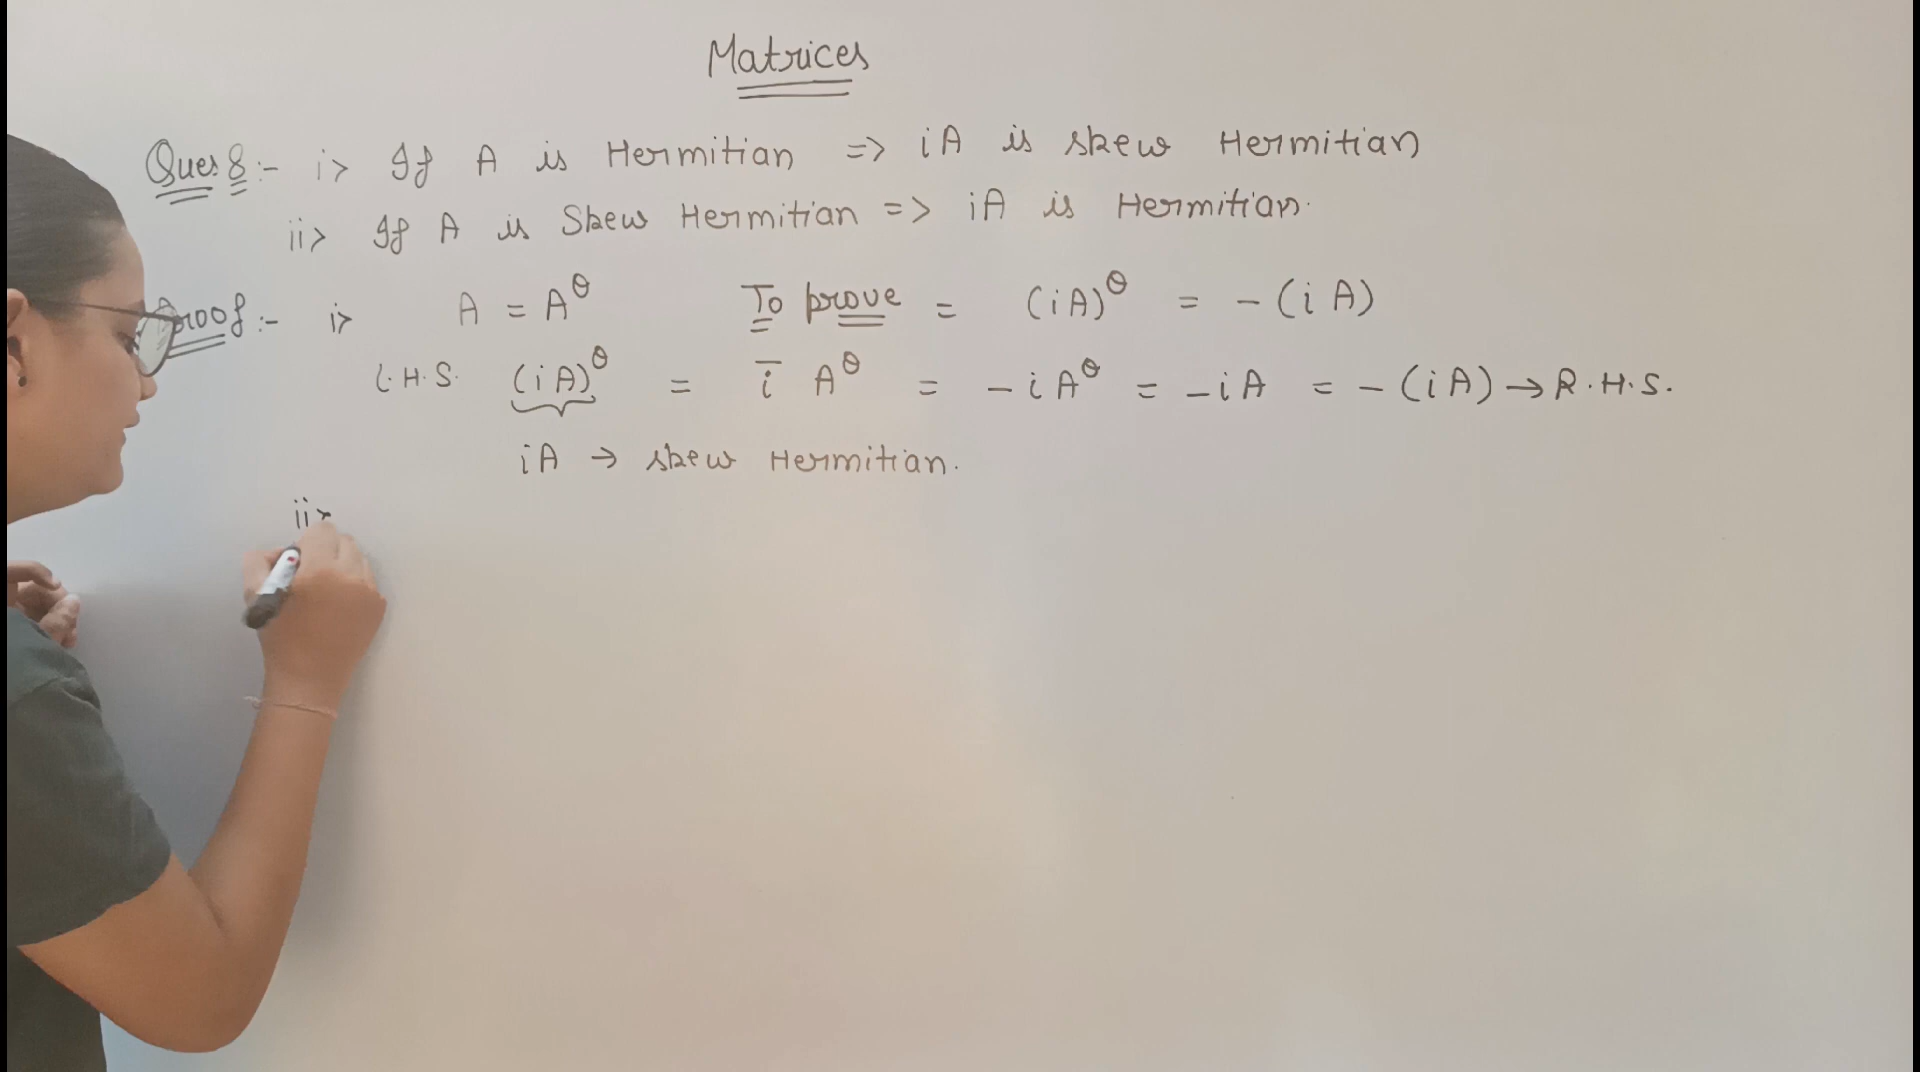 Matrices
Ques 8:- i> If A is Hermitian => iA is skew Hermitian
ii> If A is Skew Hermitian => iA is Hermitian.
Proof:- i> A = A^θ To prove = (iA)^θ = -(iA)
L.H.S. (iA)^θ = i̅ A^θ = -iA^θ = -iA = -(iA) → R.H.S.
iA → skew Hermitian.
ii>